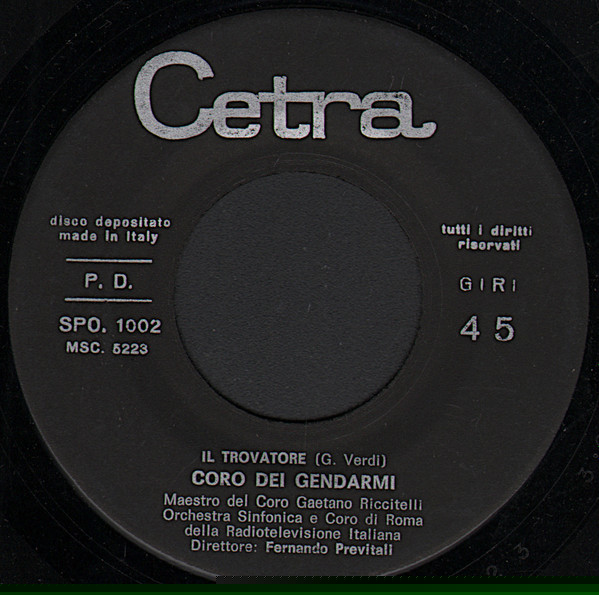 Cetra
disco depositato
made in Italy
P. D.
SPO. 1002
MSC. 5223
tutti i diritti
riservati
GIRI
45
IL TROVATORE (G. Verdi)
CORO DEI GENDARMI
Maestro del Coro Gaetano Riccitelli
Orchestra Sinfonica e Coro di Roma
della Radiotelevisione Italiana
Direttore: Fernando Previtali